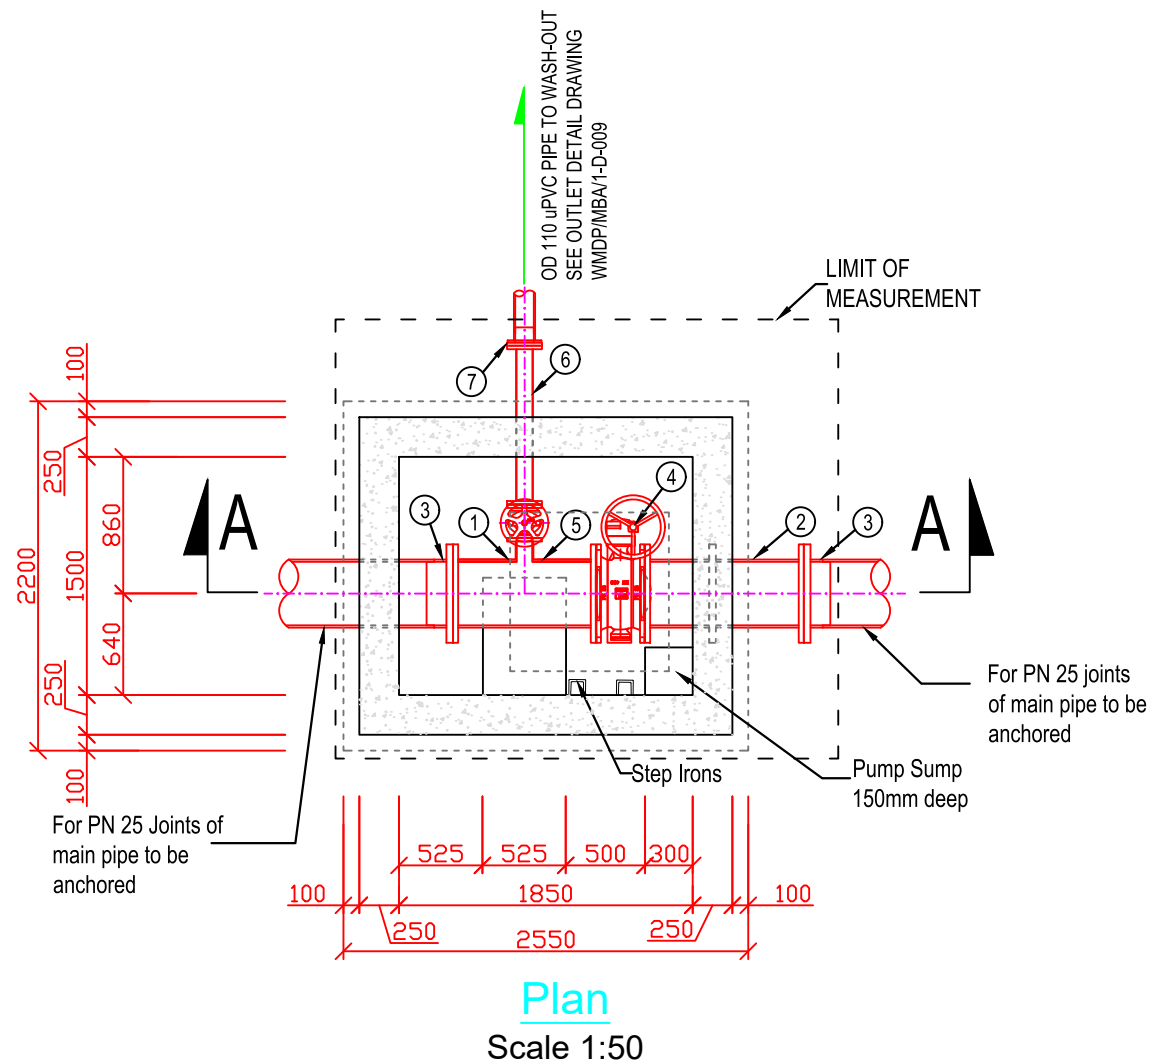 OD 110 uPVC PIPE TO WASH-OUT
SEE OUTLET DETAIL DRAWING
WMDP/MBA/1-D-009
LIMIT OF
MEASUREMENT
7
6
4
3
1
5
2
3
A
A
100
250
860
2200
1500
640
250
100
For PN 25 joints
of main pipe to be
anchored
Step Irons
Pump Sump
150mm deep
For PN 25 Joints of
main pipe to be
anchored
525
525
500
300
100
1850
100
250
250
2550
Plan
Scale 1:50